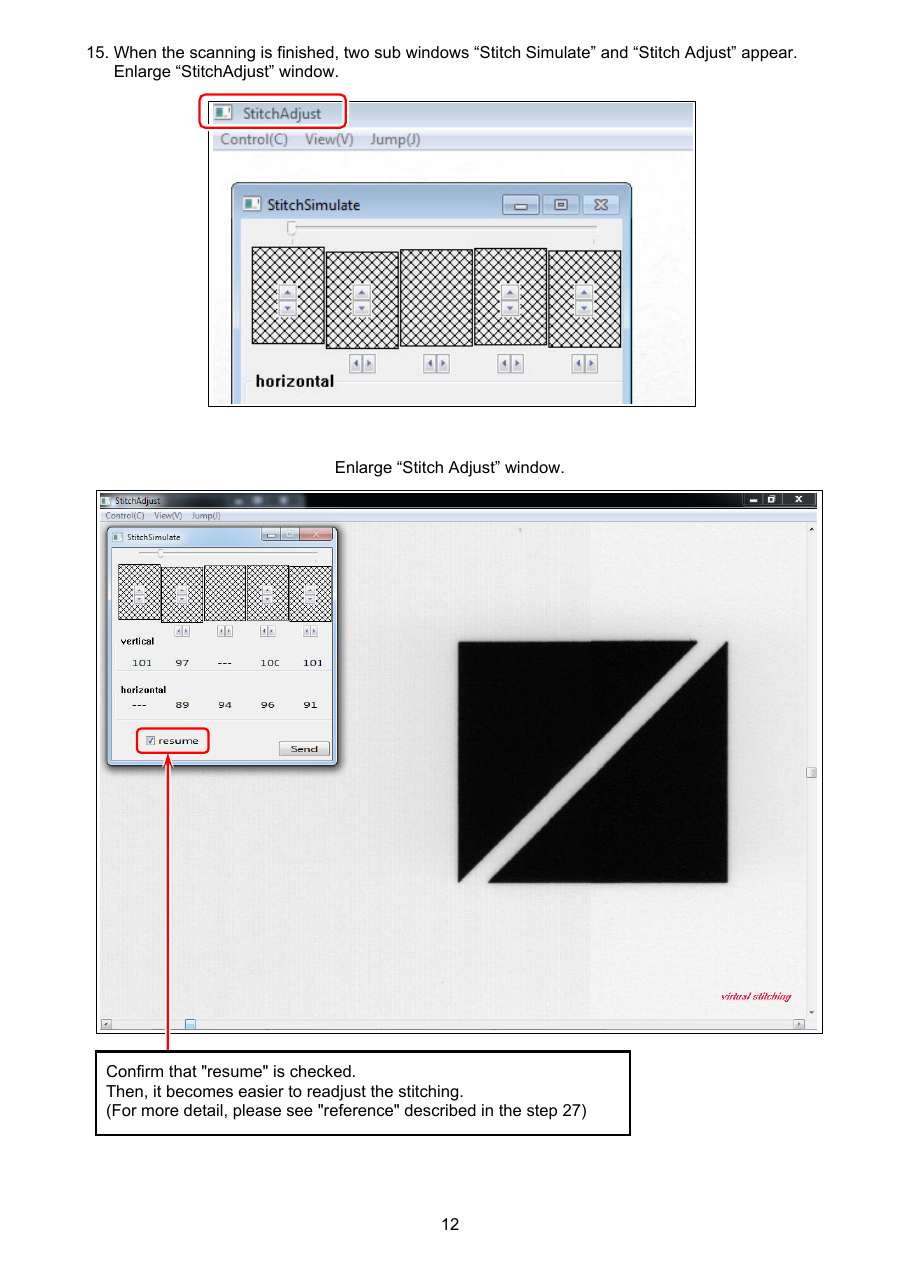 15. When the scanning is finished, two sub windows “Stitch Simulate” and “Stitch Adjust” appear.
Enlarge “StitchAdjust” window.
StitchAdjust
Control(C) View(V) Jump(J)
StitchSimulate
horizontal
Enlarge “Stitch Adjust” window.
StitchAdjust
Control(C) View(V) Jump(J)
StitchSimulate
vertical
101 97 --- 100 101
horizontal
--- 89 94 96 91
resume
Send
virtual stitching
Confirm that "resume" is checked.
Then, it becomes easier to readjust the stitching.
(For more detail, please see "reference" described in the step 27)
12